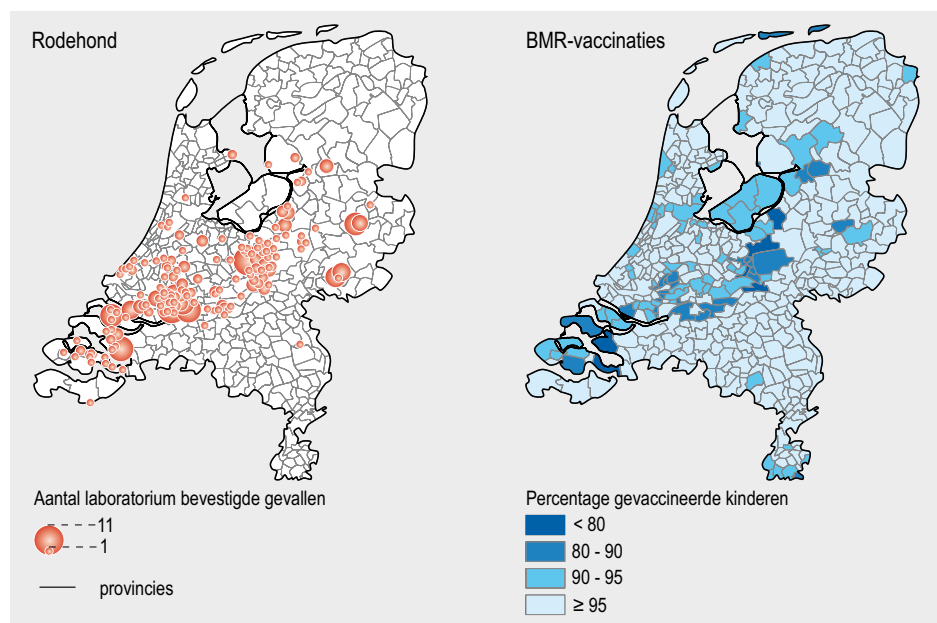 Rodehond
Aantal laboratorium bevestigde gevallen
11
1
provincies
BMR-vaccinaties
Percentage gevaccineerde kinderen
< 80
80 - 90
90 - 95
≥ 95